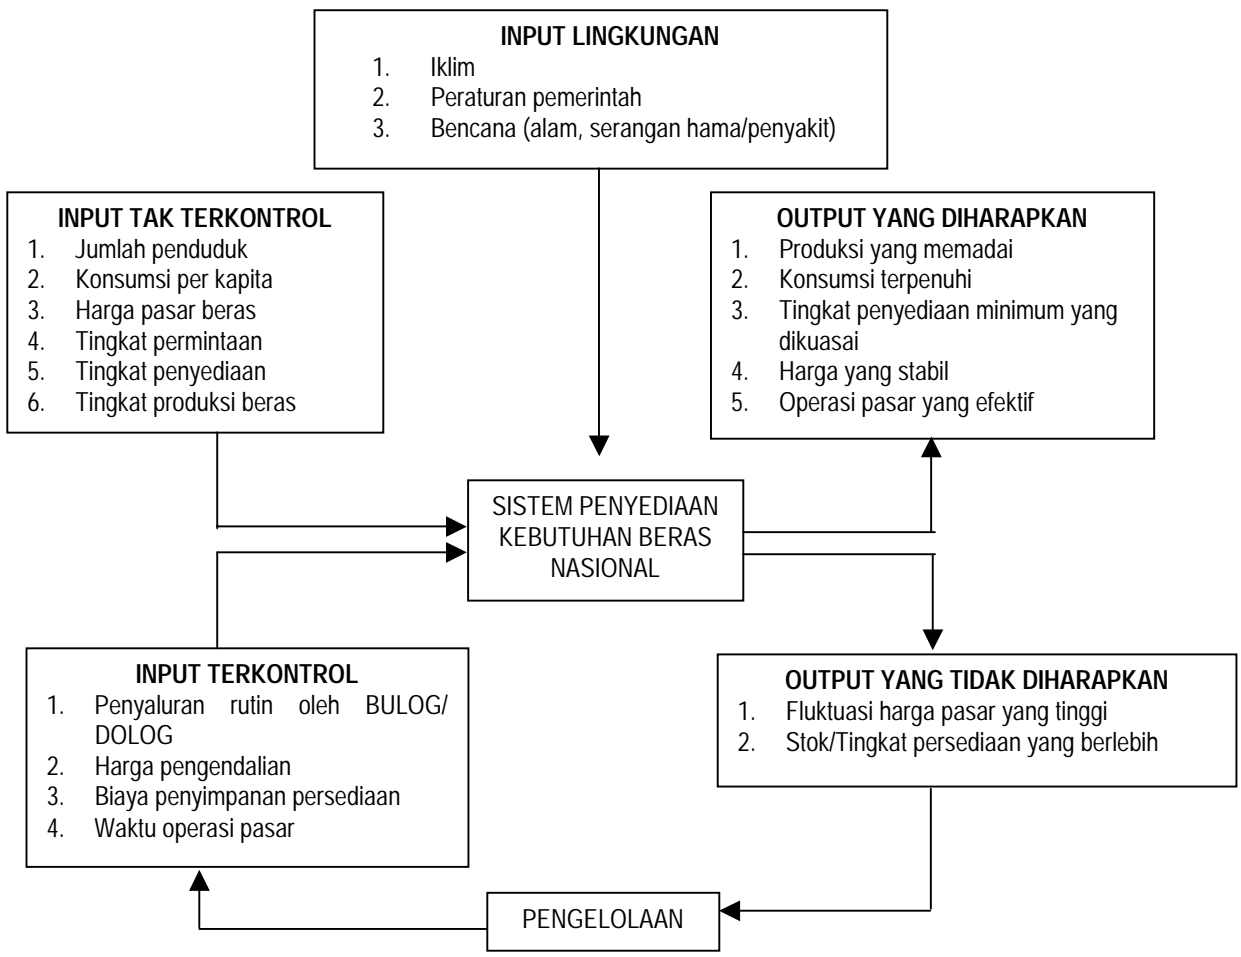 INPUT LINGKUNGAN
1. Iklim
2. Peraturan pemerintah
3. Bencana (alam, serangan hama/penyakit)
INPUT TAK TERKONTROL
1. Jumlah penduduk
2. Konsumsi per kapita
3. Harga pasar beras
4. Tingkat permintaan
5. Tingkat penyediaan
6. Tingkat produksi beras
OUTPUT YANG DIHARAPKAN
1. Produksi yang memadai
2. Konsumsi terpenuhi
3. Tingkat penyediaan minimum yang
dikuasai
4. Harga yang stabil
5. Operasi pasar yang efektif
SISTEM PENYEDIAAN
KEBUTUHAN BERAS
NASIONAL
INPUT TERKONTROL
1. Penyaluran rutin oleh BULOG/
DOLOG
2. Harga pengendalian
3. Biaya penyimpanan persediaan
4. Waktu operasi pasar
OUTPUT YANG TIDAK DIHARAPKAN
1. Fluktuasi harga pasar yang tinggi
2. Stok/Tingkat persediaan yang berlebih
PENGELOLAAN